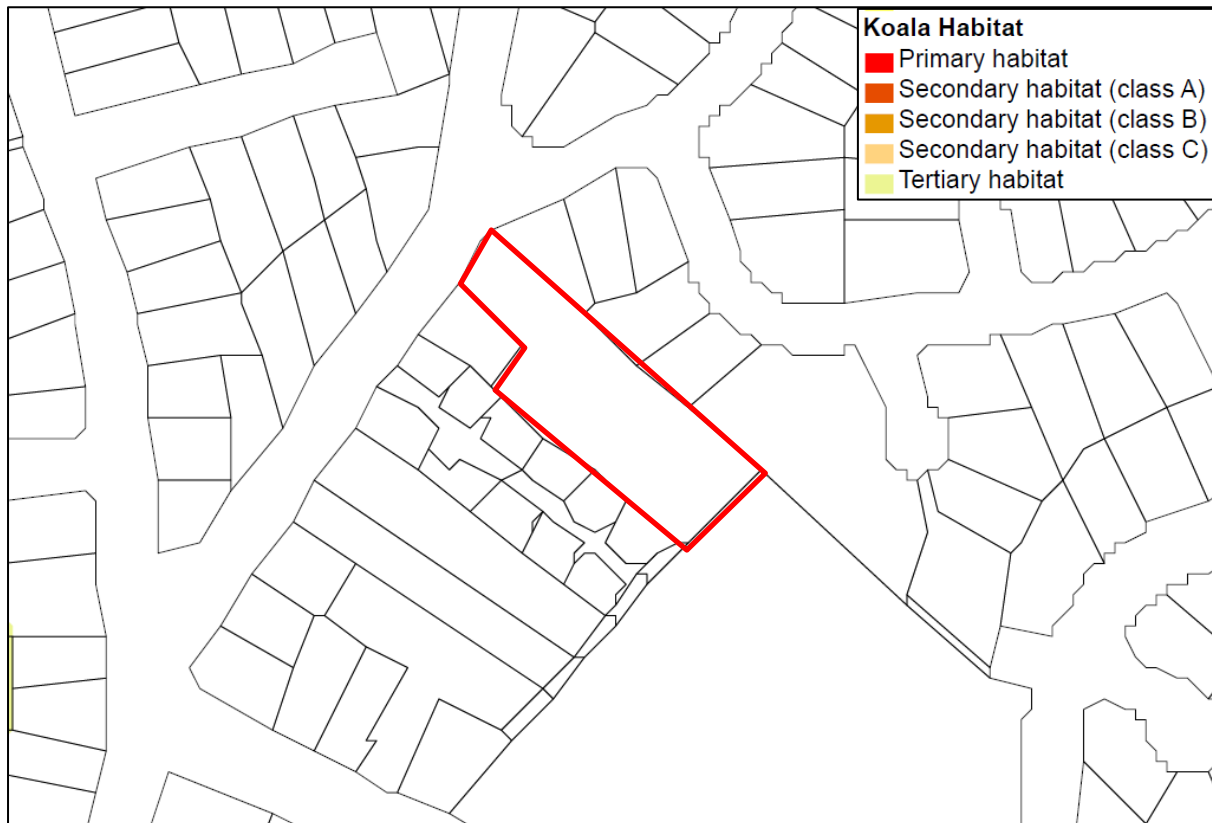 Koala Habitat
Primary habitat
Secondary habitat (class A)
Secondary habitat (class B)
Secondary habitat (class C)
Tertiary habitat